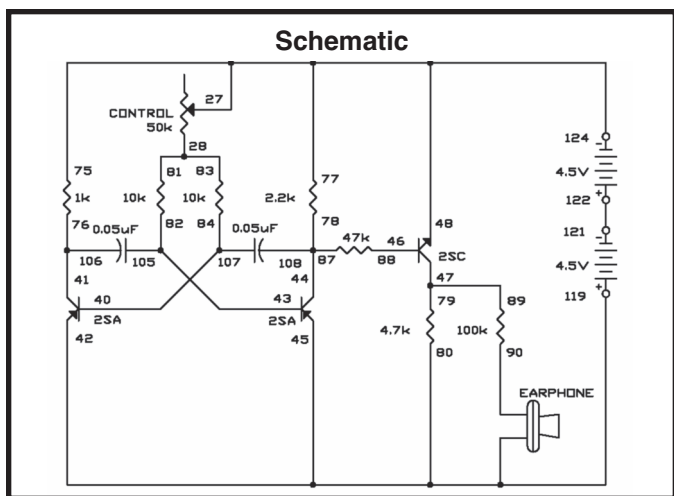 Schematic
27
CONTROL
50k
28
124
4.5V
122
121
4.5V
119
75
1k
76
81
10k
82
83
10k
84
77
2.2k
78
0.05uF
0.05uF
106
105
107
108
87
47k
88
46
48
2SC
47
41
40
2SA
42
44
43
2SA
45
79
4.7k
80
89
100k
90
EARPHONE